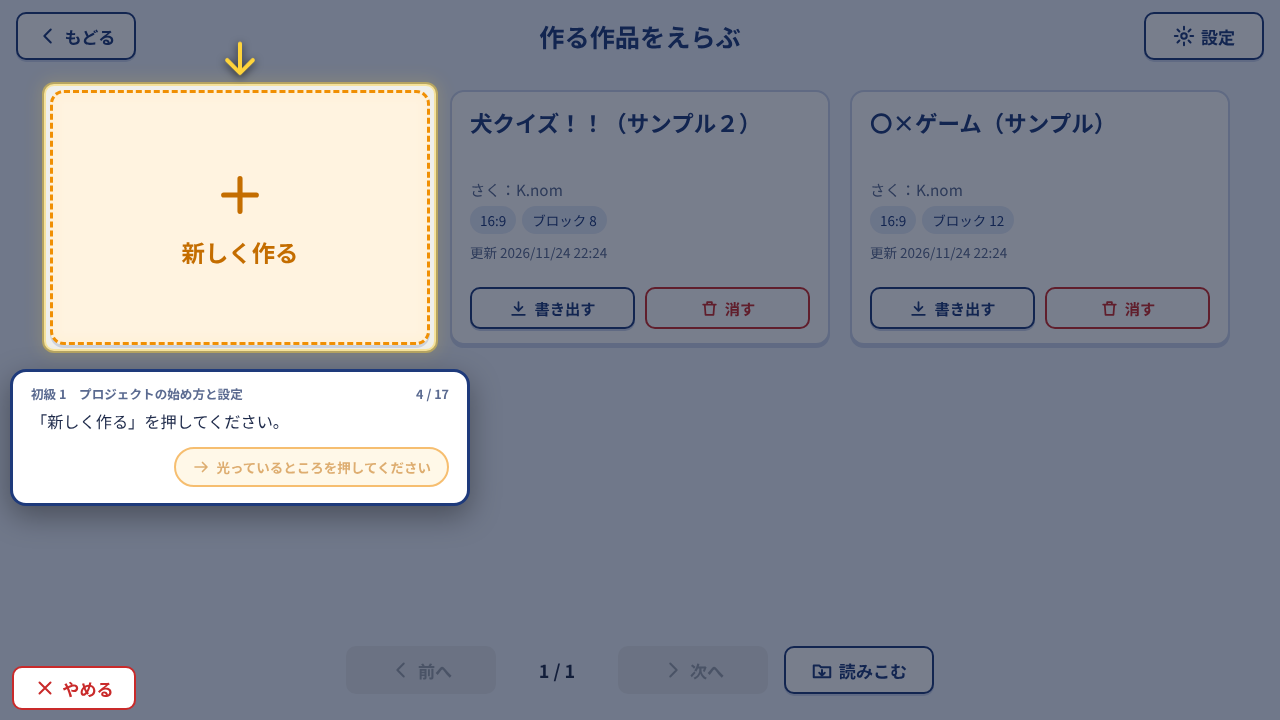 もどる
作る作品をえらぶ
設定
新しく作る
犬クイズ！！（サンプル２）
さく：K.nom
16:9
ブロック 8
更新 2026/11/24 22:24
書き出す
消す
〇×ゲーム（サンプル）
さく：K.nom
16:9
ブロック 12
更新 2026/11/24 22:24
書き出す
消す
初級 1　プロジェクトの始め方と設定
4 / 17
「新しく作る」を押してください。
光っているところを押してください
やめる
前へ
1 / 1
次へ
読みこむ